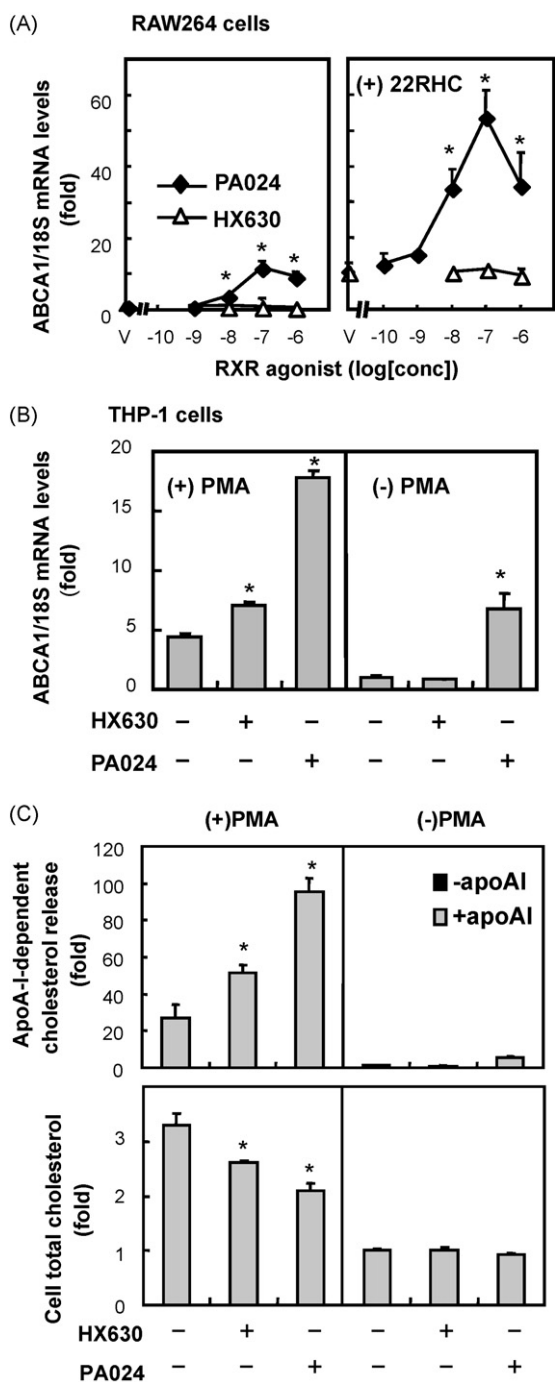 (A) RAW264 cells
ABCA1/18S mRNA levels
(fold)
60
40
20
10
0
PA024
HX630
* * *
(+) 22RHC
* * *
V -10 -9 -8 -7 -6 V -10 -9 -8 -7 -6
RXR agonist (log[conc])
(B) THP-1 cells
ABCA1/18S mRNA levels
(fold)
20
15
10
5
0
(+) PMA (-) PMA
* * *
HX630 − + − − + −
PA024 − − + − − +
(C)
(+)PMA (-)PMA
ApoA-I-dependent
cholesterol release
(fold)
120
100
80
60
40
20
0
* *
-apoAI
+apoAI
Cell total cholesterol
(fold)
3
2
1
0
* *
HX630 − + − − + −
PA024 − − + − − +